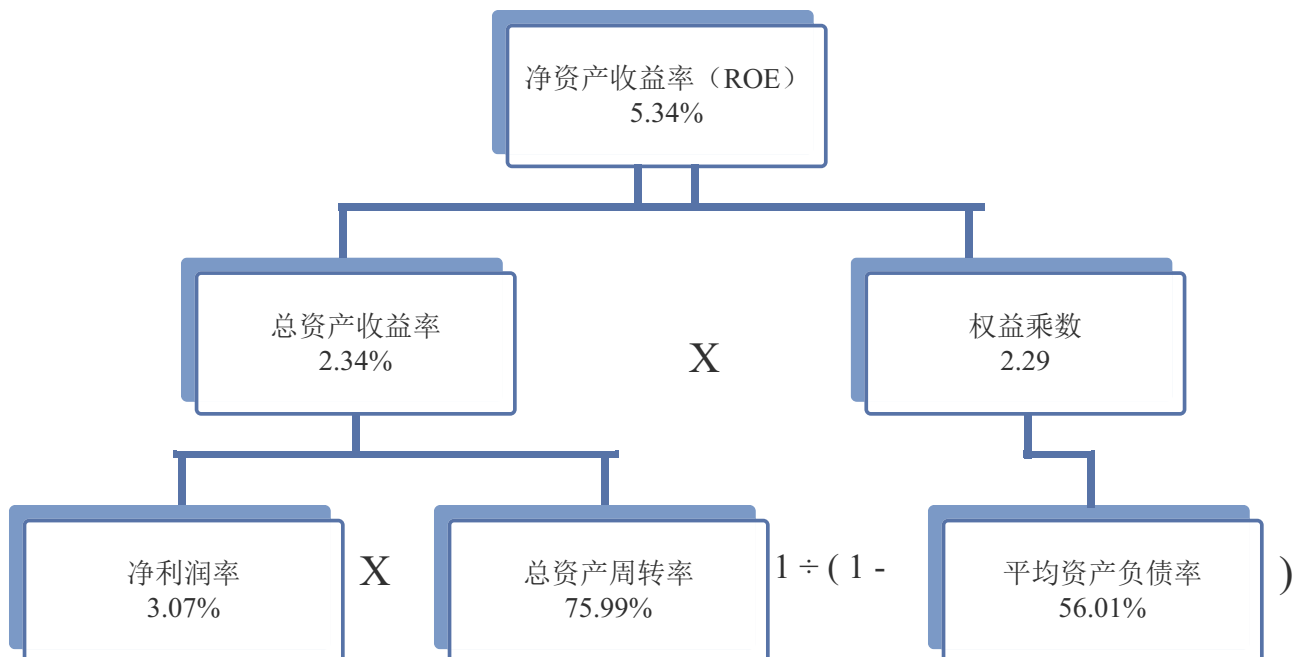 净资产收益率（ROE）
5.34%
总资产收益率
2.34%
X
权益乘数
2.29
净利润率
3.07%
X
总资产周转率
75.99%
1 ÷ ( 1 -
平均资产负债率
56.01%
)